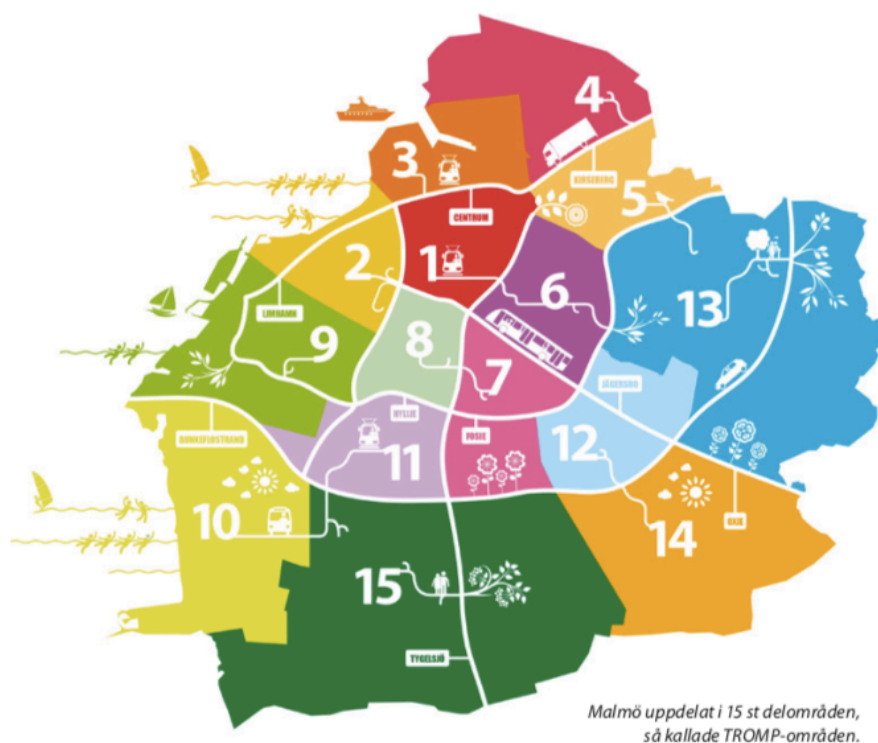 4
3
KIRSEBERG
CENTRUM
5
2
1
6
13
LIMHAMN
9
8
7
JÄGERSRO
HYLLIE
FOSIE
BUNKEFLOSTRAND
11
12
10
14
OXIE
15
TYGELSJÖ
Malmö uppdelat i 15 st delområden,
så kallade TROMP-områden.